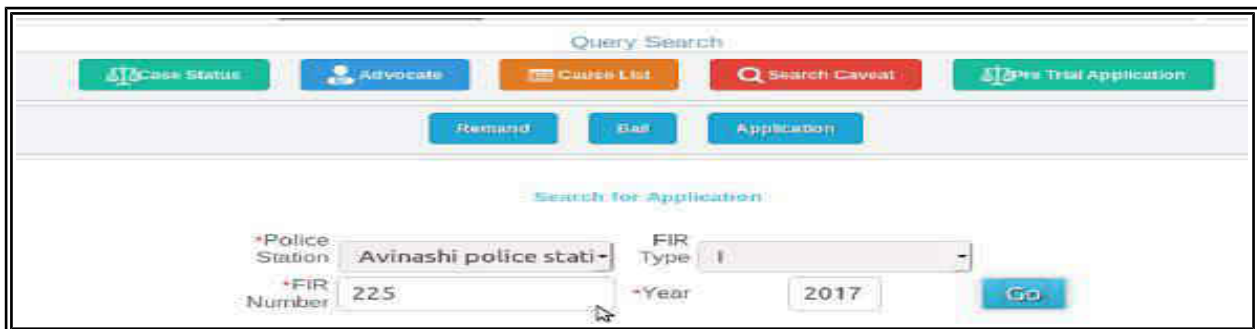 Query Search
Case Status Advocate Cause List Search Caveat Pre Trial Application
Remand Bail Application
Search for Application
*Police Station Avinashi police stati FIR Type I
*FIR Number 225 *Year 2017 Go